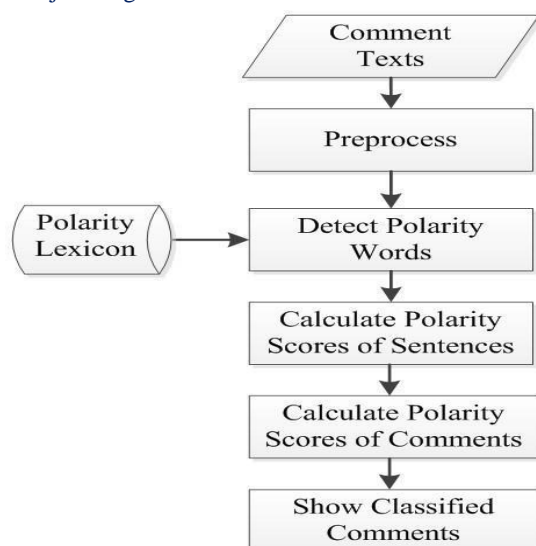 Comment
Texts
Preprocess
Polarity
Lexicon
Detect Polarity
Words
Calculate Polarity
Scores of Sentences
Calculate Polarity
Scores of Comments
Show Classified
Comments